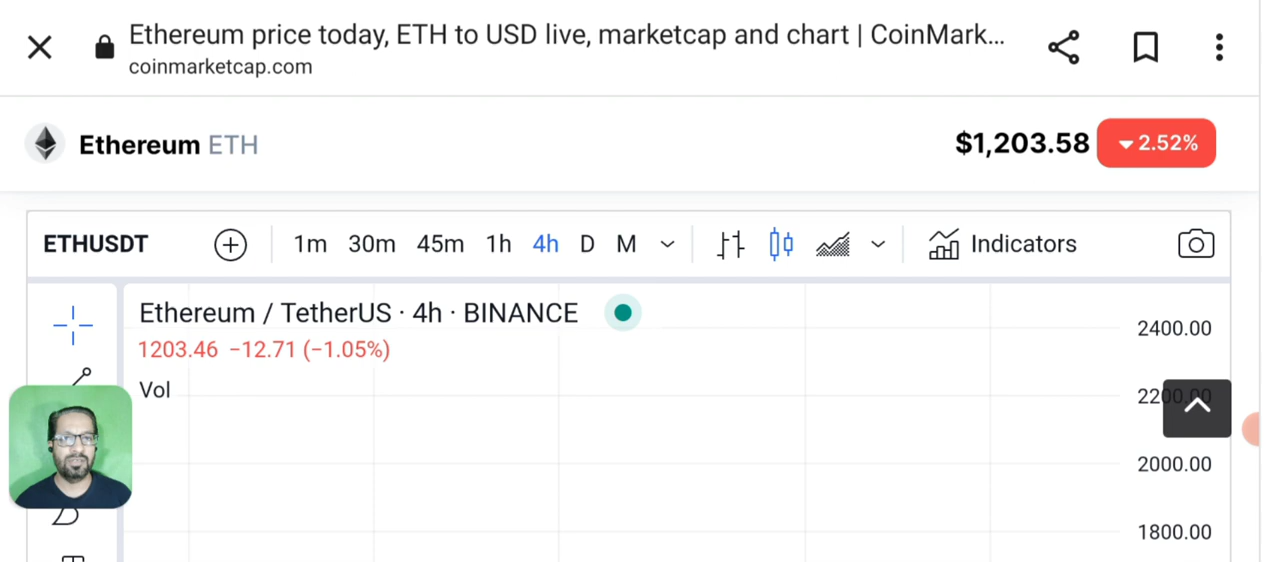 Ethereum price today, ETH to USD live, marketcap and chart | CoinMark...
coinmarketcap.com
Ethereum ETH
$1,203.58 2.52%
ETHUSDT 1m 30m 45m 1h 4h D M Indicators
Ethereum / TetherUS · 4h · BINANCE
1203.46 −12.71 (−1.05%)
Vol
2400.00
2200.00
2000.00
1800.00